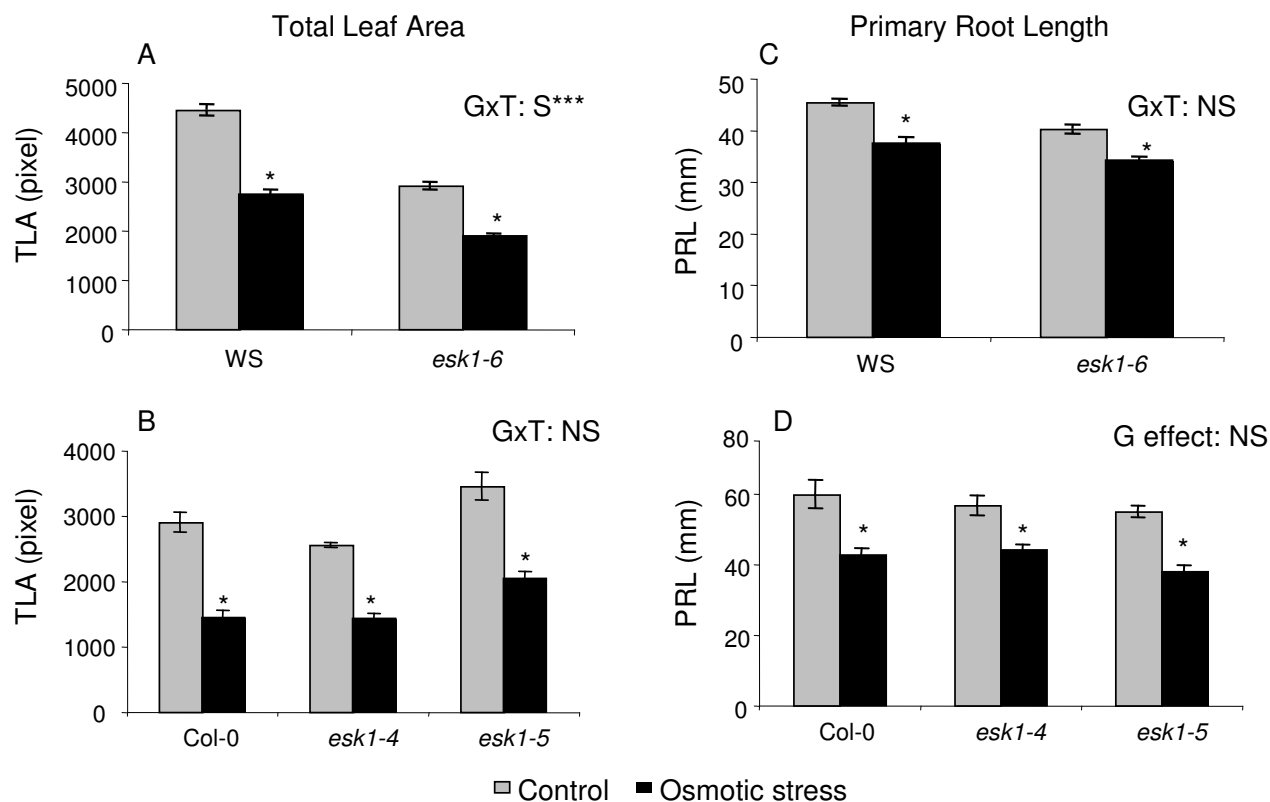 Total Leaf Area
A
GxT: S***
TLA (pixel)
5000
4000
3000
2000
1000
0
*
*
WS
esk1-6
Primary Root Length
C
GxT: NS
PRL (mm)
50
40
30
20
10
0
*
*
WS
esk1-6
B
GxT: NS
TLA (pixel)
4000
3000
2000
1000
0
*
*
*
Col-0
esk1-4
esk1-5
D
G effect: NS
PRL (mm)
80
60
40
20
0
*
*
*
Col-0
esk1-4
esk1-5
Control
Osmotic stress